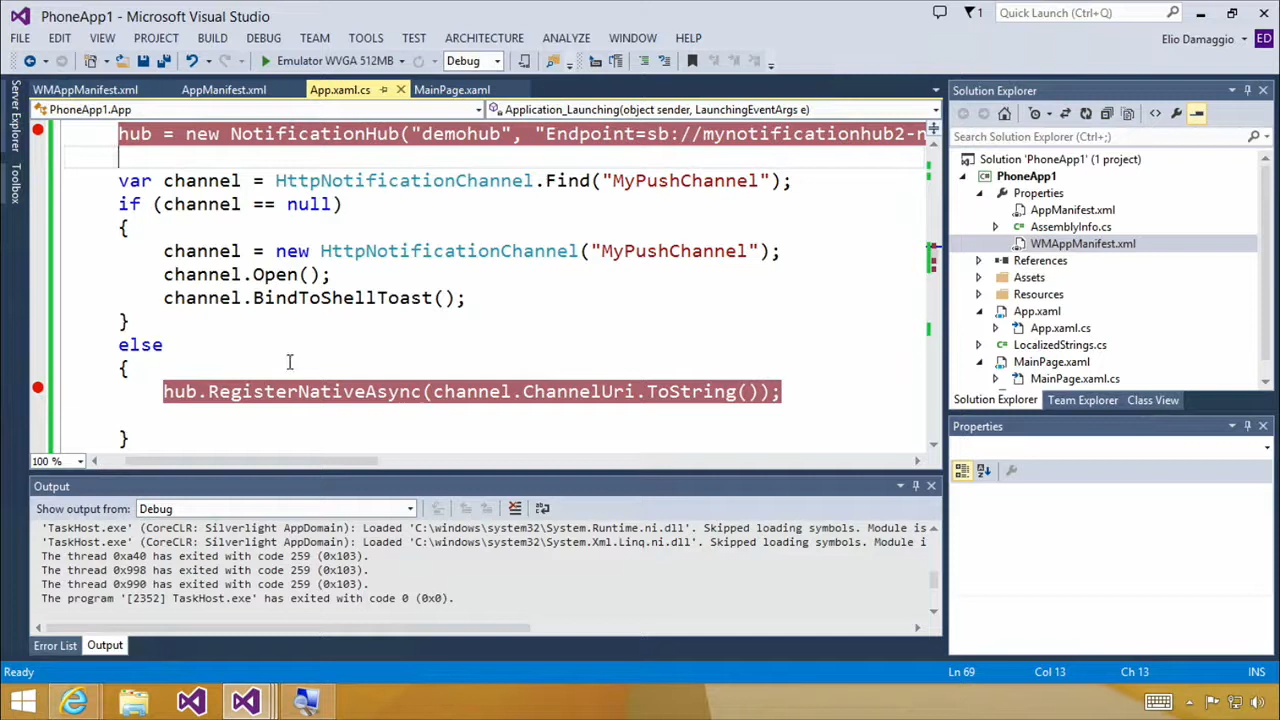 PhoneApp1 - Microsoft Visual Studio
1
Quick Launch (Ctrl+Q)
FILE EDIT VIEW PROJECT BUILD DEBUG TEAM TOOLS TEST ARCHITECTURE ANALYZE WINDOW HELP
Elio Damaggio
ED
Emulator WVGA 512MB
Debug
Server Explorer
Toolbox
WMAppManifest.xml AppManifest.xml App.xaml.cs MainPage.xaml
PhoneApp1.App
Application_Launching(object sender, LaunchingEventArgs e)
hub = new NotificationHub("demohub", "Endpoint=sb://mynotificationhub2-n
var channel = HttpNotificationChannel.Find("MyPushChannel");
if (channel == null)
{
channel = new HttpNotificationChannel("MyPushChannel");
channel.Open();
channel.BindToShellToast();
}
else
{
hub.RegisterNativeAsync(channel.ChannelUri.ToString());
}
100 %
Output
Show output from: Debug
'TaskHost.exe' (CoreCLR: Silverlight AppDomain): Loaded 'C:\windows\system32\System.Runtime.ni.dll'. Skipped loading symbols. Module is
'TaskHost.exe' (CoreCLR: Silverlight AppDomain): Loaded 'C:\windows\system32\System.Xml.Linq.ni.dll'. Skipped loading symbols. Module i
The thread 0xa40 has exited with code 259 (0x103).
The thread 0x998 has exited with code 259 (0x103).
The thread 0x990 has exited with code 259 (0x103).
The program '[2352] TaskHost.exe' has exited with code 0 (0x0).
Error List Output
Solution Explorer
Search Solution Explorer (Ctrl+;)
Solution 'PhoneApp1' (1 project)
PhoneApp1
Properties
AppManifest.xml
AssemblyInfo.cs
WMAppManifest.xml
References
Assets
Resources
App.xaml
App.xaml.cs
LocalizedStrings.cs
MainPage.xaml
MainPage.xaml.cs
Solution Explorer Team Explorer Class View
Properties
Ready
Ln 69 Col 13 Ch 13 INS